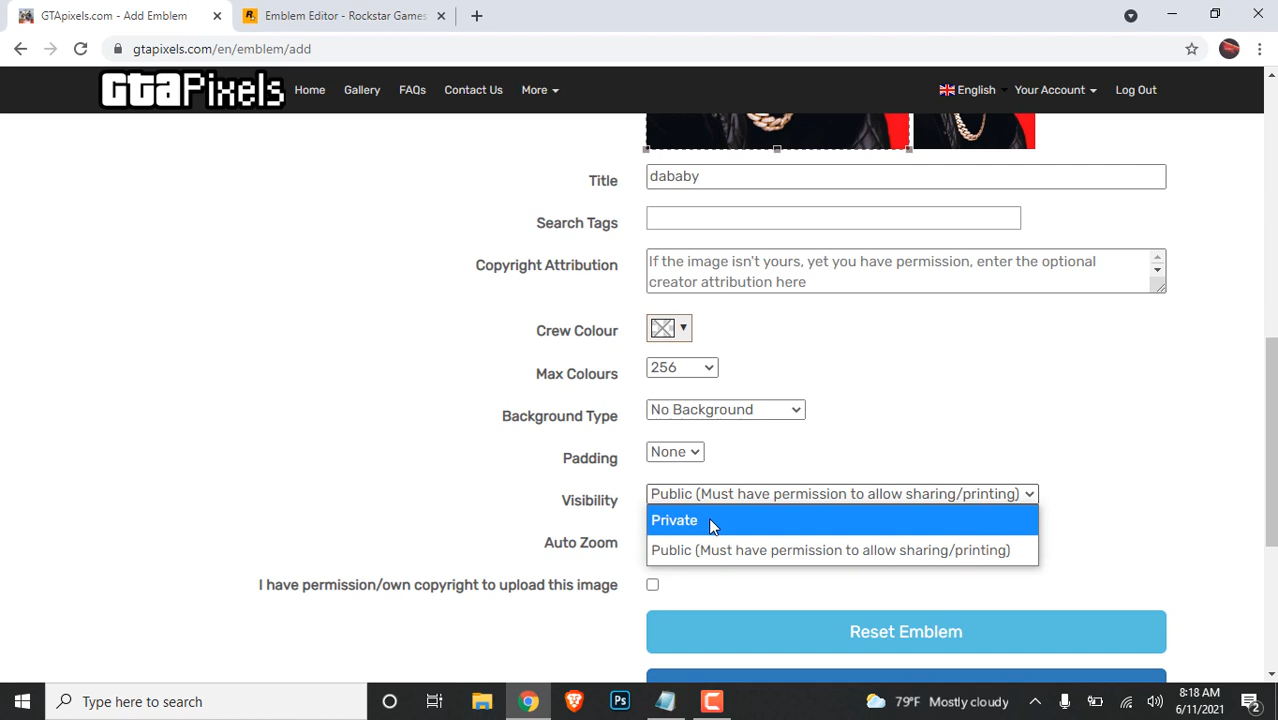 GTApixels.com - Add Emblem
Emblem Editor - Rockstar Games
gtapixels.com/en/emblem/add
GtaPixels
Home
Gallery
FAQs
Contact Us
More
English
Your Account
Log Out
Title
dababy
Search Tags
Copyright Attribution
If the image isn't yours, yet you have permission, enter the optional
creator attribution here
Crew Colour
Max Colours
256
Background Type
No Background
Padding
None
Visibility
Public (Must have permission to allow sharing/printing)
Private
Public (Must have permission to allow sharing/printing)
Auto Zoom
I have permission/own copyright to upload this image
Reset Emblem
Type here to search
Ps
79°F Mostly cloudy
8:18 AM
6/11/2021
2